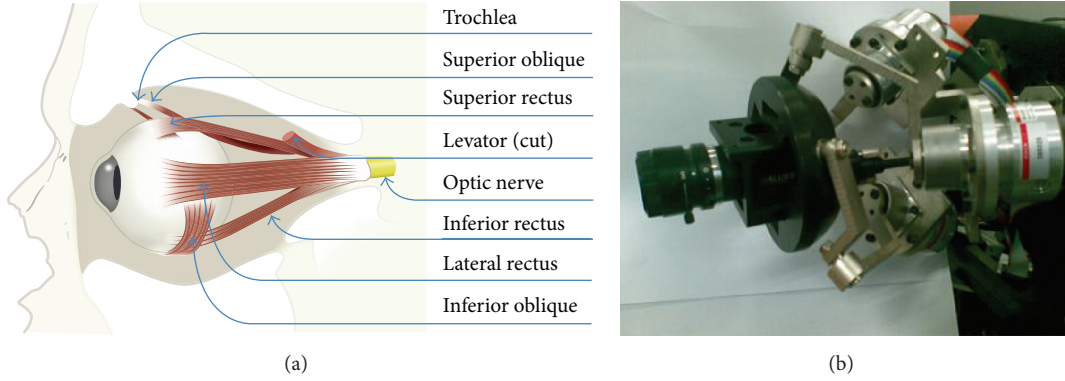 Trochlea
Superior oblique
Superior rectus
Levator (cut)
Optic nerve
Inferior rectus
Lateral rectus
Inferior oblique
(a)
(b)